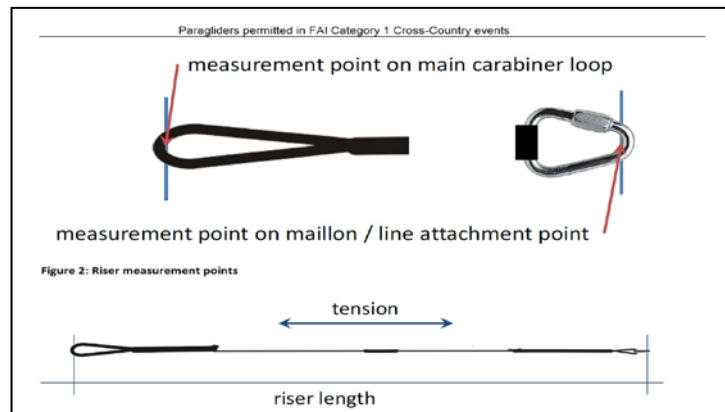 Paragliders permitted in FAI Category 1 Cross-Country events
measurement point on main carabiner loop
measurement point on maillon / line attachment point
Figure 2: Riser measurement points
tension
riser length